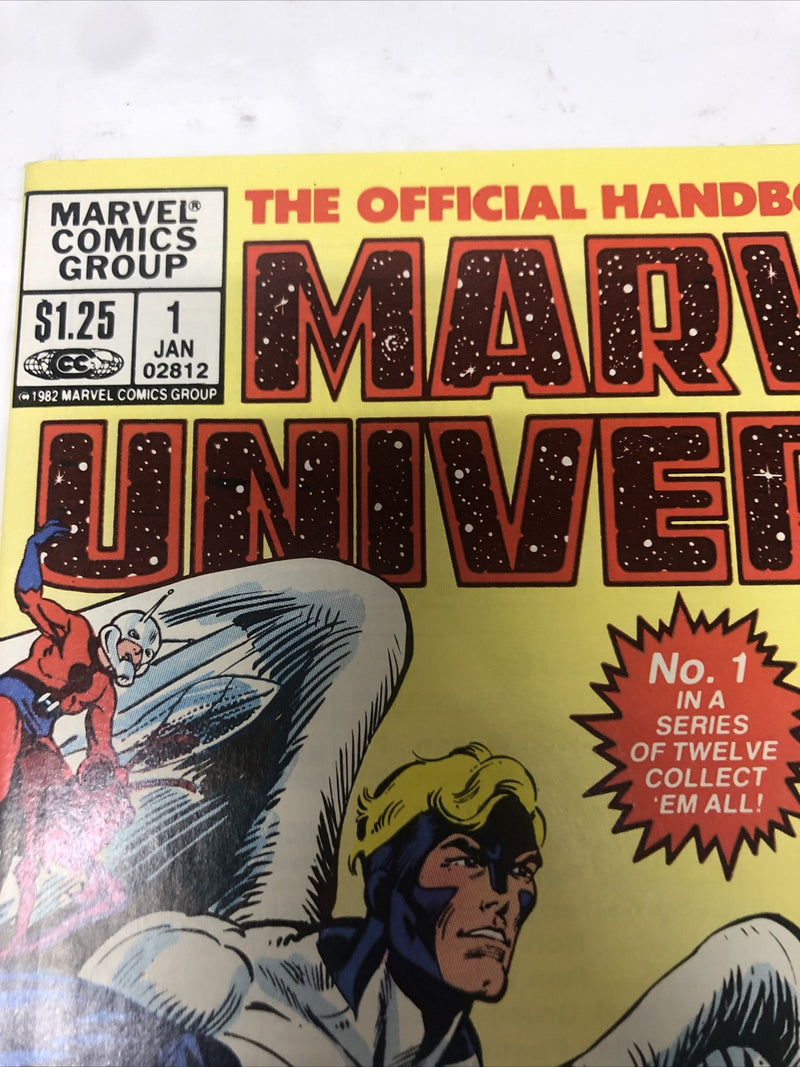 MARVEL®
COMICS
GROUP
$1.25
CC
1
JAN
02812
© 1982 MARVEL COMICS GROUP
THE OFFICIAL HANDBO
MARV
UNIVER
No. 1
IN A
SERIES
OF TWELVE
COLLECT
'EM ALL!